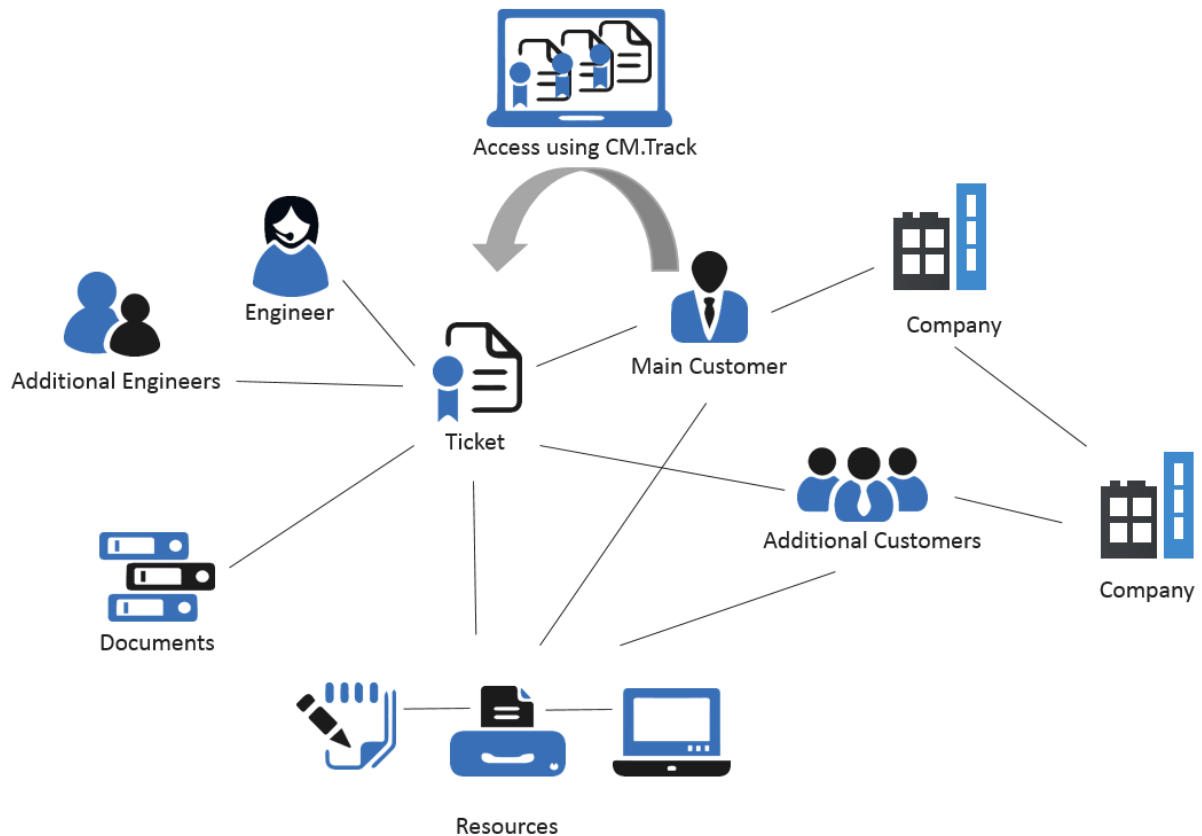 Access using CM.Track
Engineer
Company
Main Customer
Additional Engineers
Ticket
Additional Customers
Company
Documents
Resources